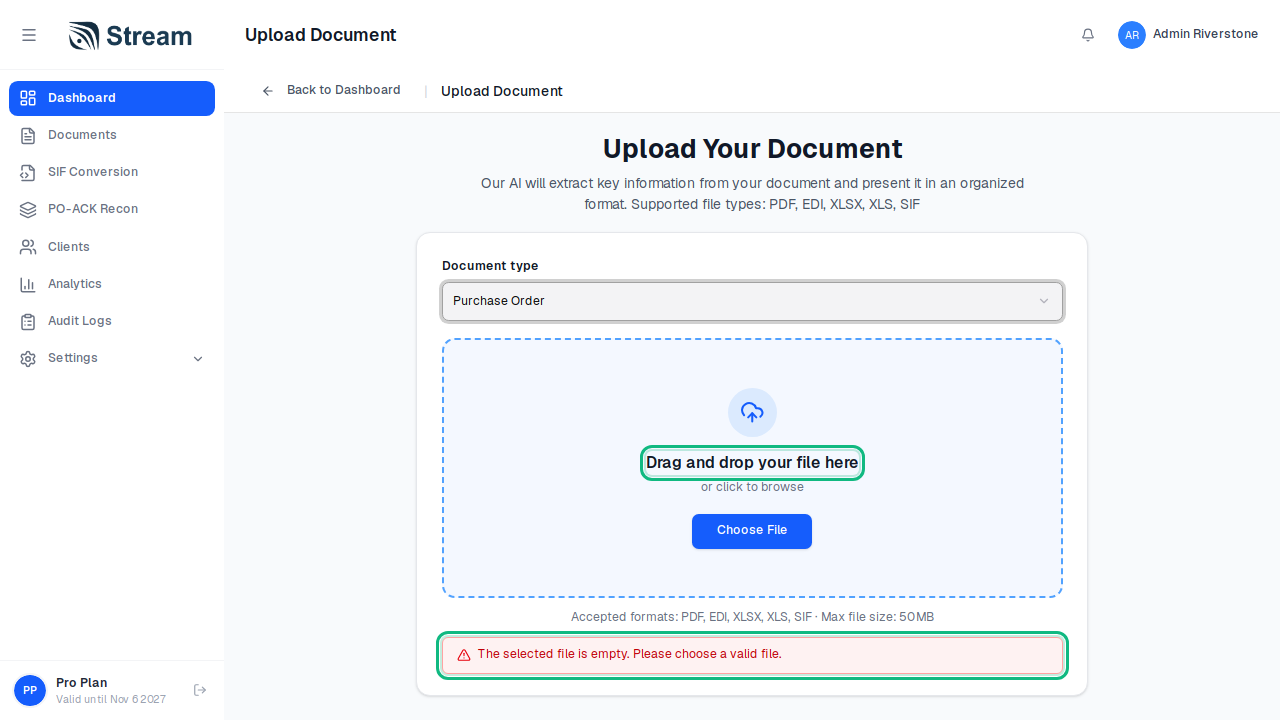 Stream
Upload Document
AR
Admin Riverstone
Dashboard
Documents
SIF Conversion
PO-ACK Recon
Clients
Analytics
Audit Logs
Settings
PP
Pro Plan
Valid until Nov 6 2027
Back to Dashboard
Upload Document
Upload Your Document
Our AI will extract key information from your document and present it in an organized
format. Supported file types: PDF, EDI, XLSX, XLS, SIF
Document type
Purchase Order
Drag and drop your file here
or click to browse
Choose File
Accepted formats: PDF, EDI, XLSX, XLS, SIF · Max file size: 50MB
The selected file is empty. Please choose a valid file.